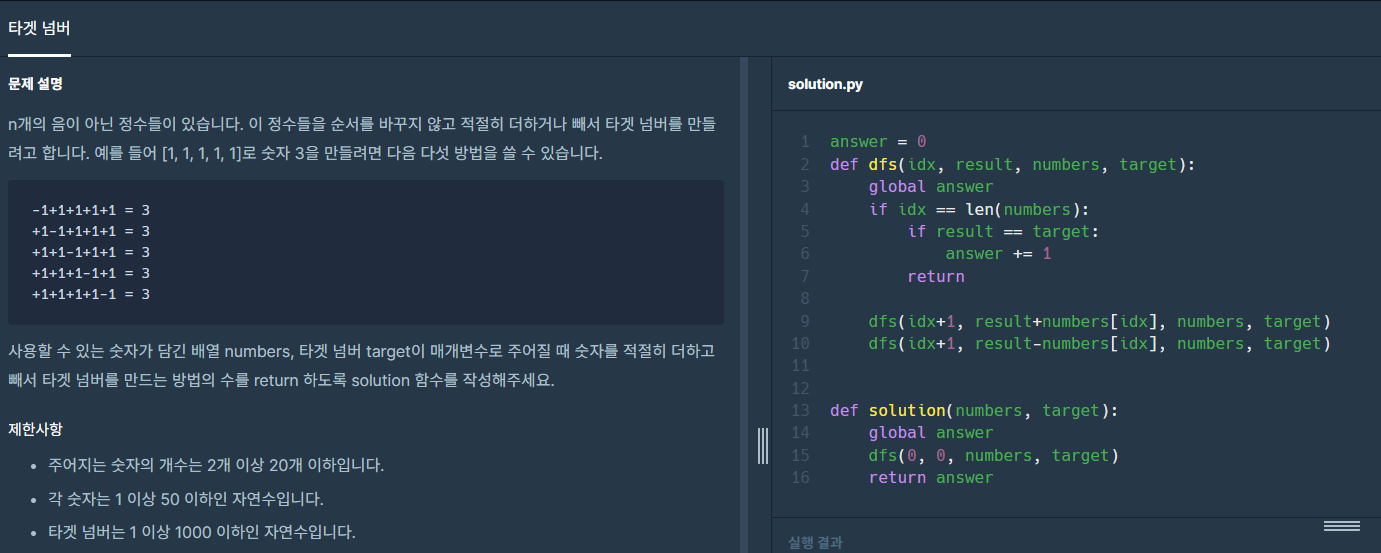 타겟 넘버
문제 설명
n개의 음이 아닌 정수들이 있습니다. 이 정수들을 순서를 바꾸지 않고 적절히 더하거나 빼서 타겟 넘버를 만들
려고 합니다. 예를 들어 [1, 1, 1, 1, 1]로 숫자 3을 만들려면 다음 다섯 방법을 쓸 수 있습니다.
-1+1+1+1+1 = 3
+1-1+1+1+1 = 3
+1+1-1+1+1 = 3
+1+1+1-1+1 = 3
+1+1+1+1-1 = 3
사용할 수 있는 숫자가 담긴 배열 numbers, 타겟 넘버 target이 매개변수로 주어질 때 숫자를 적절히 더하고
빼서 타겟 넘버를 만드는 방법의 수를 return 하도록 solution 함수를 작성해주세요.
제한사항
• 주어지는 숫자의 개수는 2개 이상 20개 이하입니다.
• 각 숫자는 1 이상 50 이하인 자연수입니다.
• 타겟 넘버는 1 이상 1000 이하인 자연수입니다.
solution.py
1 answer = 0
2 def dfs(idx, result, numbers, target):
3     global answer
4     if idx == len(numbers):
5         if result == target:
6             answer += 1
7         return
8
9     dfs(idx+1, result+numbers[idx], numbers, target)
10     dfs(idx+1, result-numbers[idx], numbers, target)
11
12
13 def solution(numbers, target):
14     global answer
15     dfs(0, 0, numbers, target)
16     return answer
실행 결과